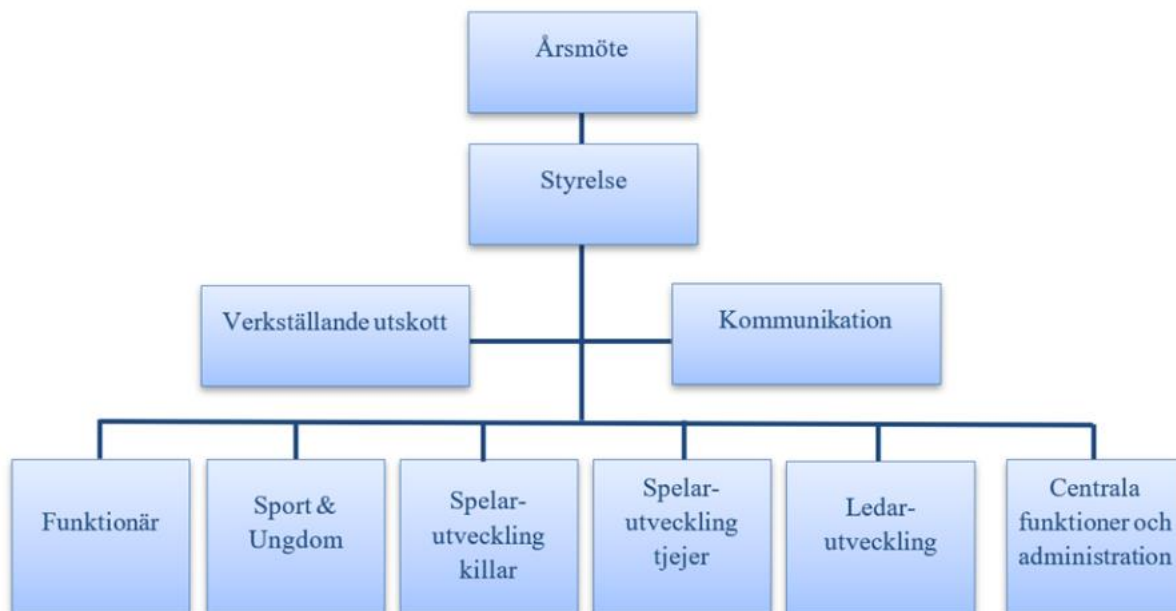 Årsmöte
Styrelse
Verkställande utskott
Kommunikation
Funktionär
Sport &
Ungdom
Spelar-
utveckling
killar
Spelar-
utveckling
tjejer
Ledar-
utveckling
Centrala
funktioner och
administration